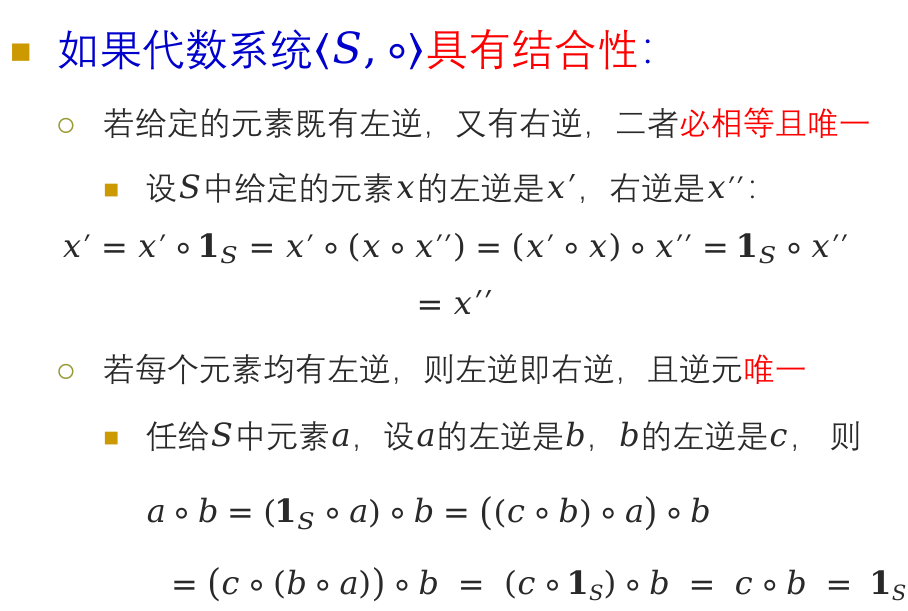 如果代数系统⟨S, ∘⟩具有结合性：
若给定的元素既有左逆，又有右逆，二者必相等且唯一
设S中给定的元素x的左逆是x′，右逆是x′′：
x′ = x′ ∘ 1_S = x′ ∘ (x ∘ x′′) = (x′ ∘ x) ∘ x′′ = 1_S ∘ x′′
= x′′
若每个元素均有左逆，则左逆即右逆，且逆元唯一
任给S中元素a，设a的左逆是b，b的左逆是c， 则
a ∘ b = (1_S ∘ a) ∘ b = ((c ∘ b) ∘ a) ∘ b
= (c ∘ (b ∘ a)) ∘ b = (c ∘ 1_S) ∘ b = c ∘ b = 1_S